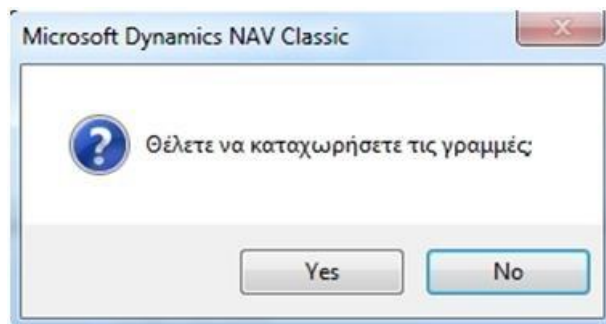 Microsoft Dynamics NAV Classic
Θέλετε να καταχωρήσετε τις γραμμές;
Yes
No